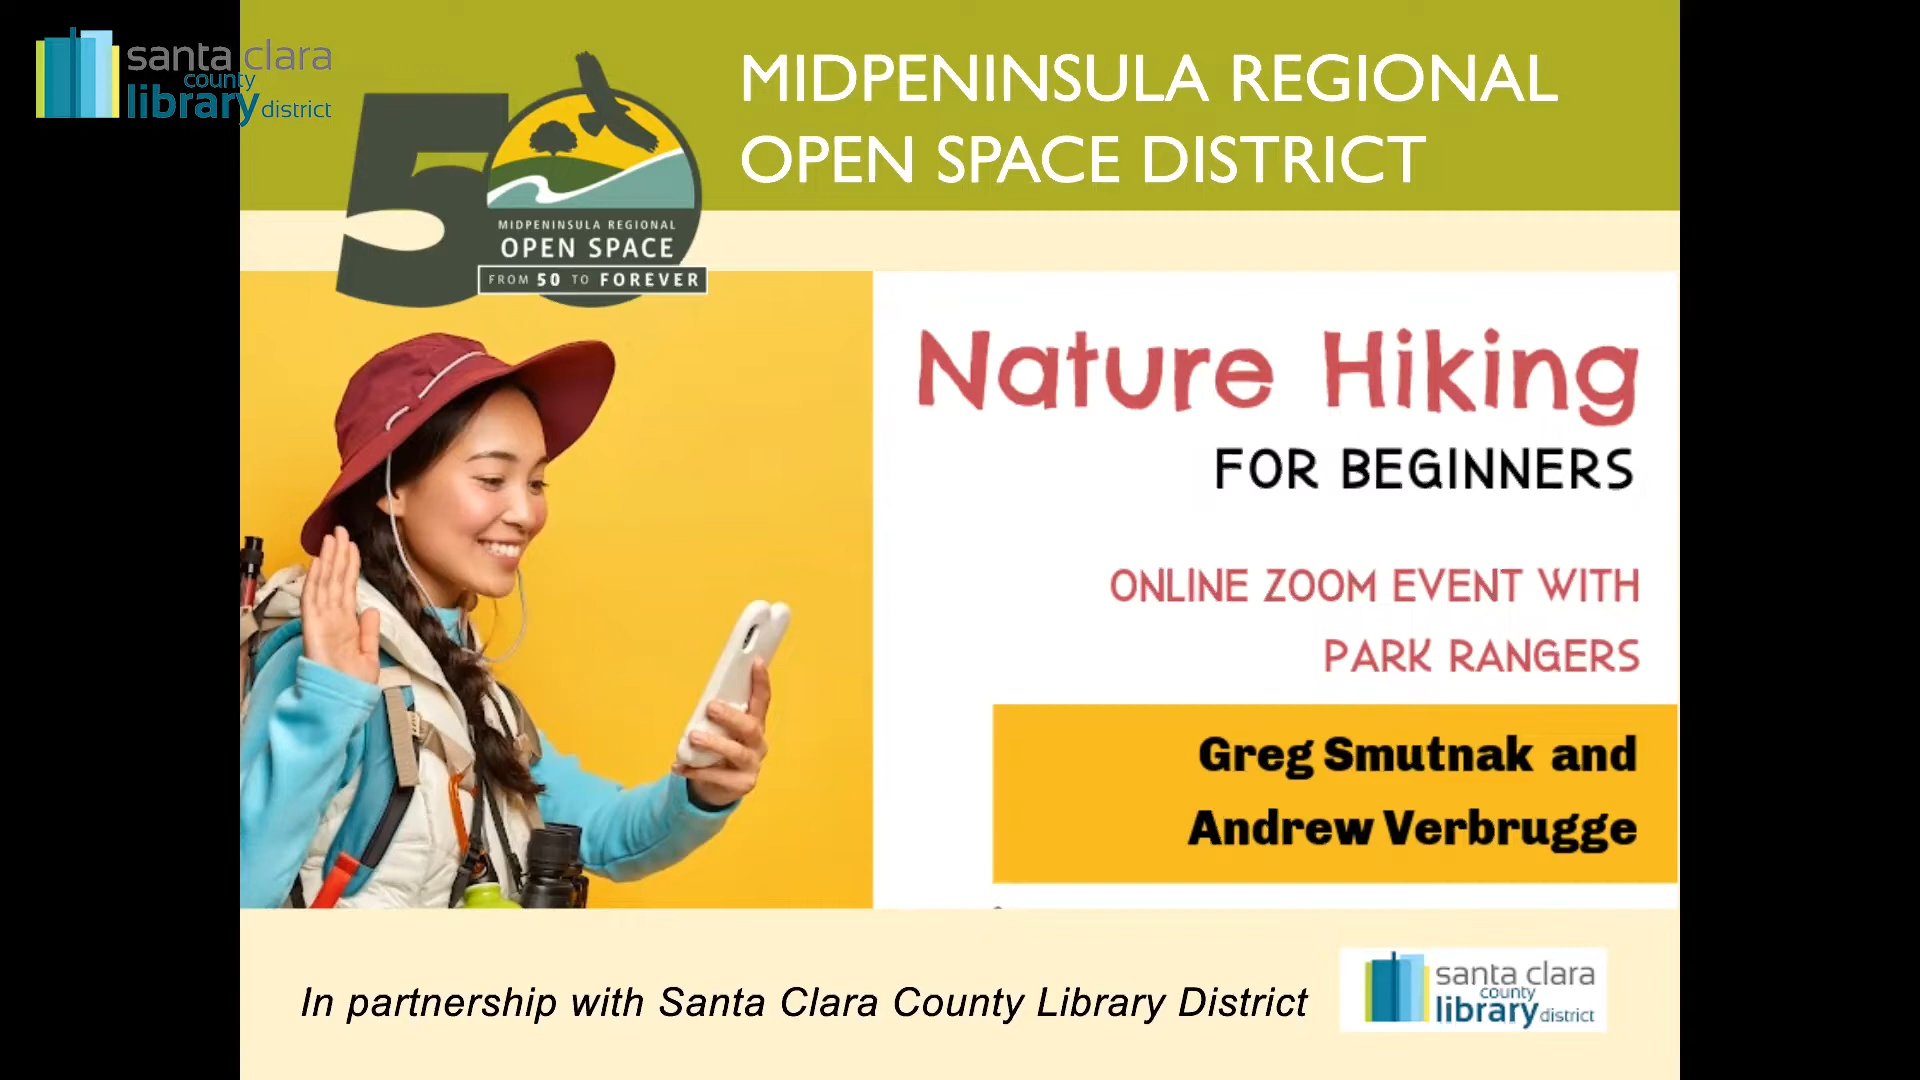 santa clara
county
library district
50
MIDPENINSULA REGIONAL
OPEN SPACE
FROM 50 TO FOREVER
MIDPENINSULA REGIONAL
OPEN SPACE DISTRICT
Nature Hiking
FOR BEGINNERS
ONLINE ZOOM EVENT WITH
PARK RANGERS
Greg Smutnak and
Andrew Verbrugge
In partnership with Santa Clara County Library District
santa clara
county
library district